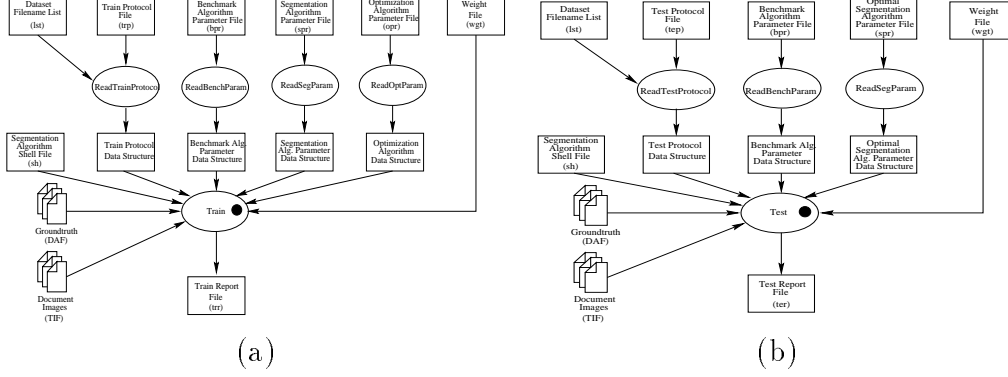 Dataset
Filename List
(lst)
Train Protocol
File
(trp)
Benchmark
Algorithm
Parameter File
(bpr)
Segmentation
Algorithm
Parameter File
(spr)
Optimization
Algorithm
Parameter File
(opr)
Weight
File
(wgt)
ReadTrainProtocol
ReadBenchParam
ReadSegParam
ReadOptParam
Segmentation
Algorithm
Shell File
(sh)
Train Protocol
Data Structure
Benchmark Alg.
Parameter
Data Structure
Segmentation
Alg. Parameter
Data Structure
Optimization
Algorithm
Data Structure
Train
Groundtruth
(DAF)
Document
Images
(TIF)
Train Report
File
(trr)
(a)
Dataset
Filename List
(lst)
Test Protocol
File
(tep)
Benchmark
Algorithm
Parameter File
(bpr)
Optimal
Segmentation
Algorithm
Parameter File
(spr)
Weight
File
(wgt)
ReadTestProtocol
ReadBenchParam
ReadSegParam
Segmentation
Algorithm
Shell File
(sh)
Test Protocol
Data Structure
Benchmark Alg.
Parameter
Data Structure
Optimal
Segmentation
Alg. Parameter
Data Structure
Test
Groundtruth
(DAF)
Document
Images
(TIF)
Test Report
File
(ter)
(b)